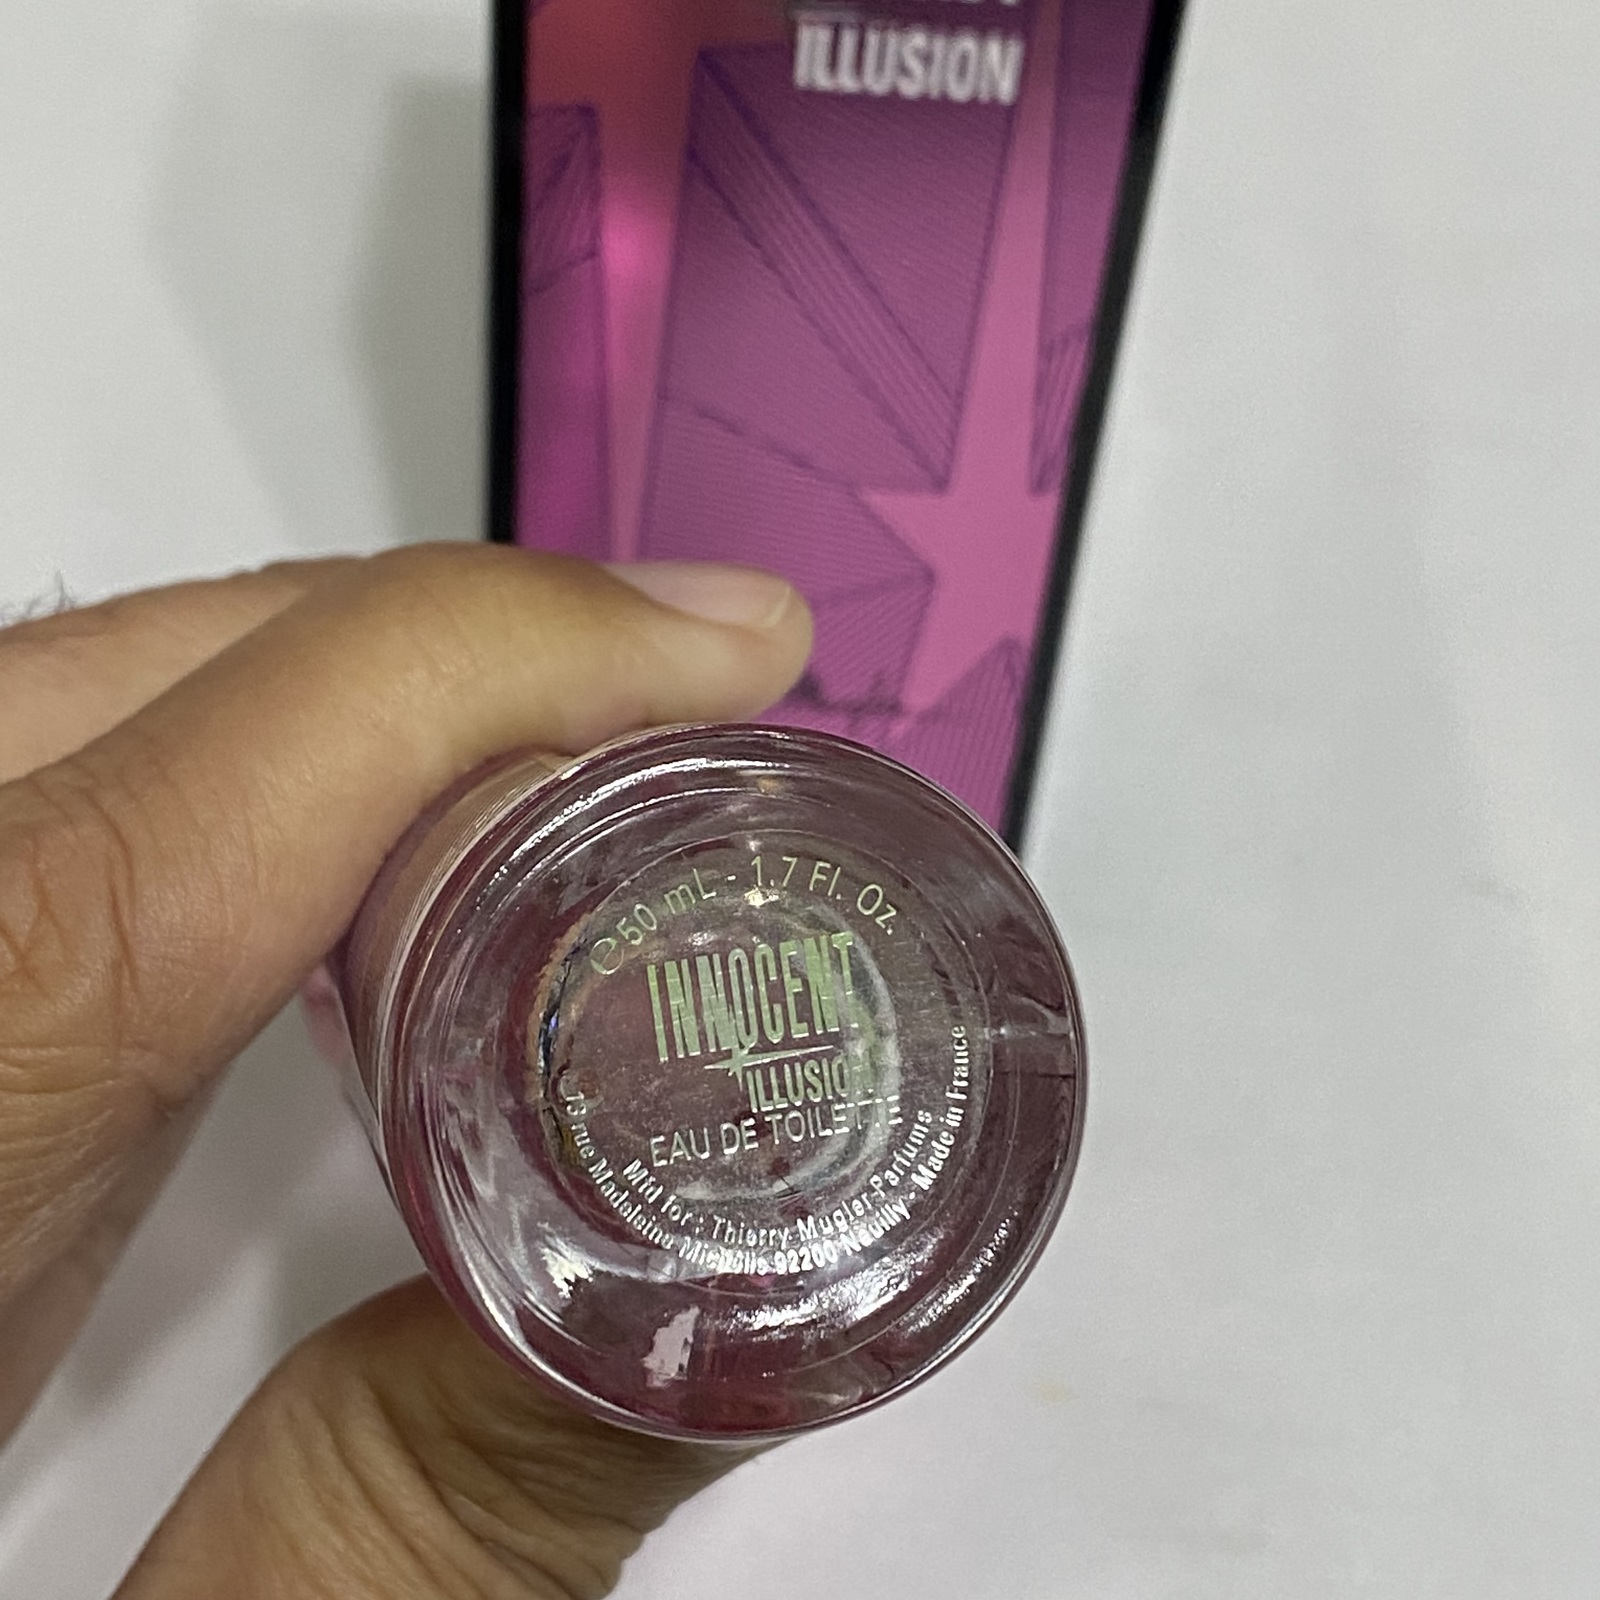 ILLUSION
℮50 mL - 1.7 Fl. Oz.
INNOCENT
ILLUSION
EAU DE TOILETTE
Mfd for : Thierry Mugler Parfums
rue Madeleine Michelis 92200 Neuilly - Made in France